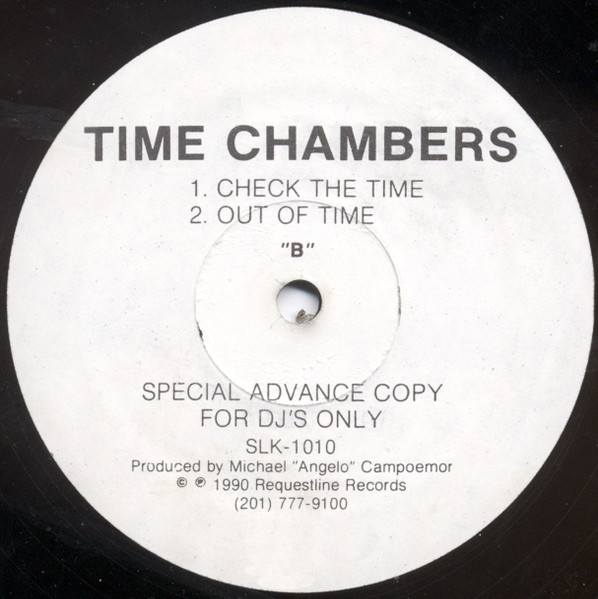 TIME CHAMBERS
1. CHECK THE TIME
2. OUT OF TIME
"B"
SPECIAL ADVANCE COPY
FOR DJ'S ONLY
SLK-1010
Produced by Michael "Angelo" Campoemor
© ℗ 1990 Requestline Records
(201) 777-9100